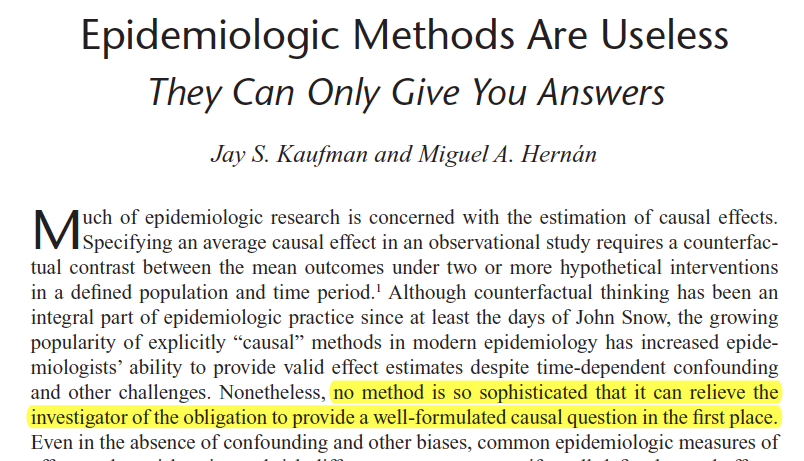 Epidemiologic Methods Are Useless
They Can Only Give You Answers
Jay S. Kaufman and Miguel A. Hernán
Much of epidemiologic research is concerned with the estimation of causal effects.
Specifying an average causal effect in an observational study requires a counterfac-
tual contrast between the mean outcomes under two or more hypothetical interventions
in a defined population and time period.¹ Although counterfactual thinking has been an
integral part of epidemiologic practice since at least the days of John Snow, the growing
popularity of explicitly “causal” methods in modern epidemiology has increased epide-
miologists’ ability to provide valid effect estimates despite time-dependent confounding
and other challenges. Nonetheless, no method is so sophisticated that it can relieve the
investigator of the obligation to provide a well-formulated causal question in the first place.
Even in the absence of confounding and other biases, common epidemiologic measures of